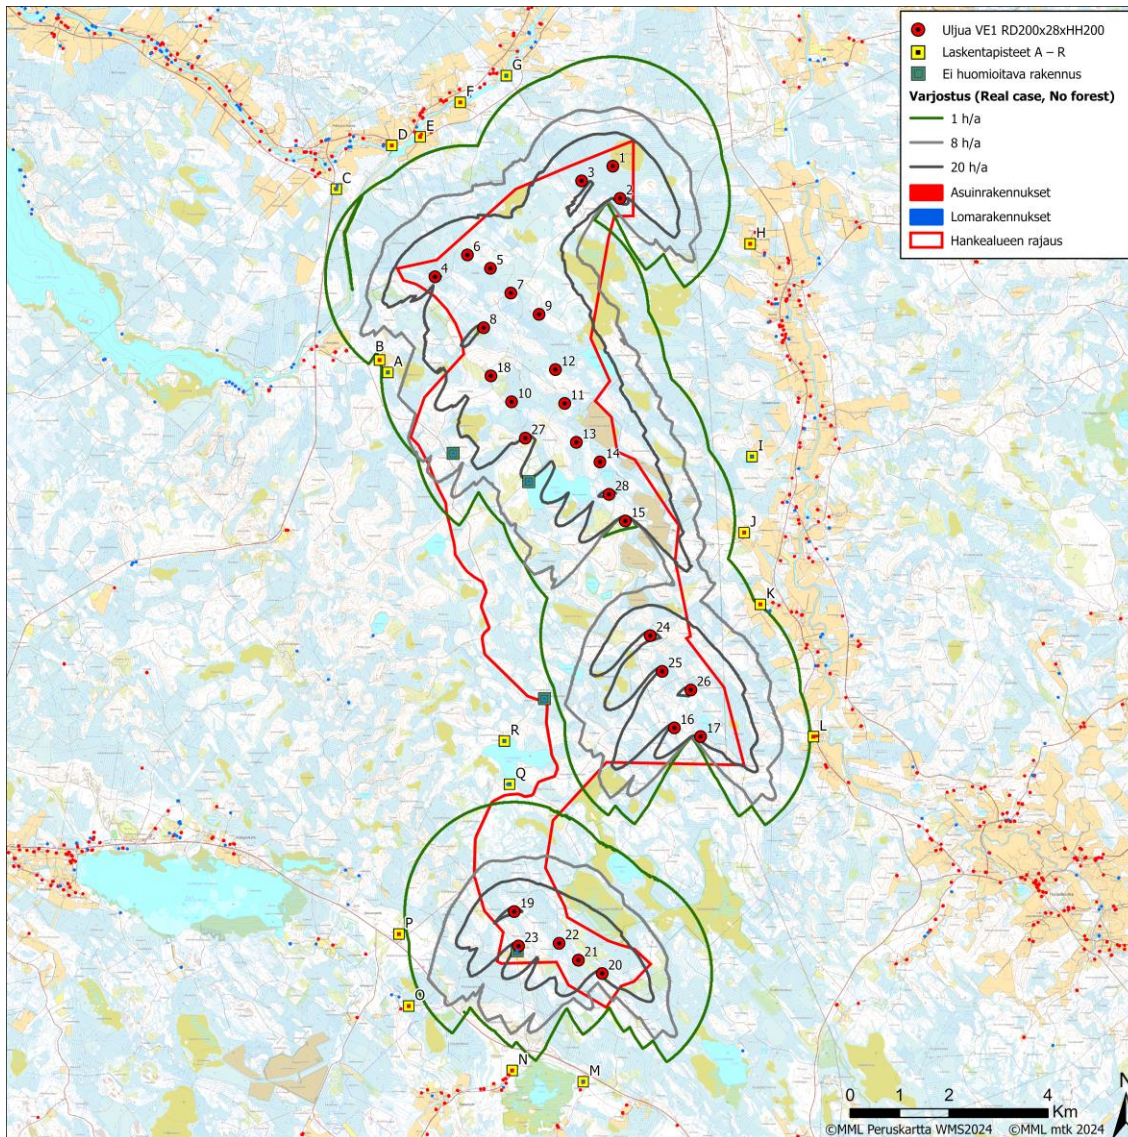 Uljua VE1 RD200x28xHH200
Laskentapisteet A – R
Ei huomioitava rakennus
Varjostus (Real case, No forest)
1 h/a
8 h/a
20 h/a
Asuinrakennukset
Lomarakennukset
Hankealueen rajaus
G
F
E
D
C
1
3
2
H
6
5
4
7
9
8
B
A
12
18
10
11
27
13
14
I
28
15
J
K
24
25
26
16
17
L
R
Q
19
22
23
21
20
P
O
N
M
N
0 1 2 4
Km
©MML Peruskartta WMS2024 ©MML mtk 2024